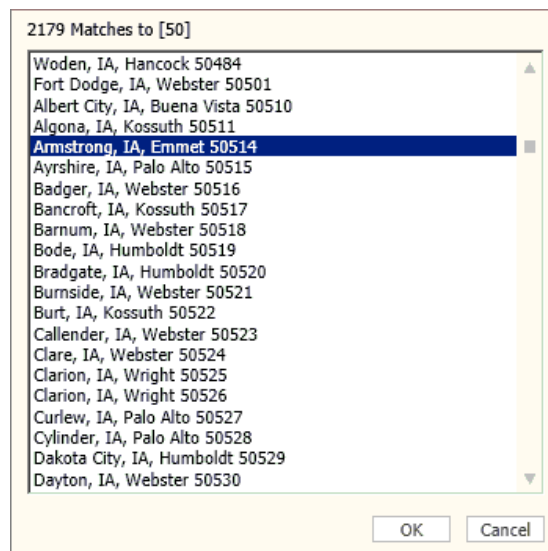 2179 Matches to [50]
Woden, IA, Hancock 50484
Fort Dodge, IA, Webster 50501
Albert City, IA, Buena Vista 50510
Algona, IA, Kossuth 50511
Armstrong, IA, Emmet 50514
Ayrshire, IA, Palo Alto 50515
Badger, IA, Webster 50516
Bancroft, IA, Kossuth 50517
Barnum, IA, Webster 50518
Bode, IA, Humboldt 50519
Bradgate, IA, Humboldt 50520
Burnside, IA, Webster 50521
Burt, IA, Kossuth 50522
Callender, IA, Webster 50523
Clare, IA, Webster 50524
Clarion, IA, Wright 50525
Clarion, IA, Wright 50526
Curlew, IA, Palo Alto 50527
Cylinder, IA, Palo Alto 50528
Dakota City, IA, Humboldt 50529
Dayton, IA, Webster 50530
OK Cancel